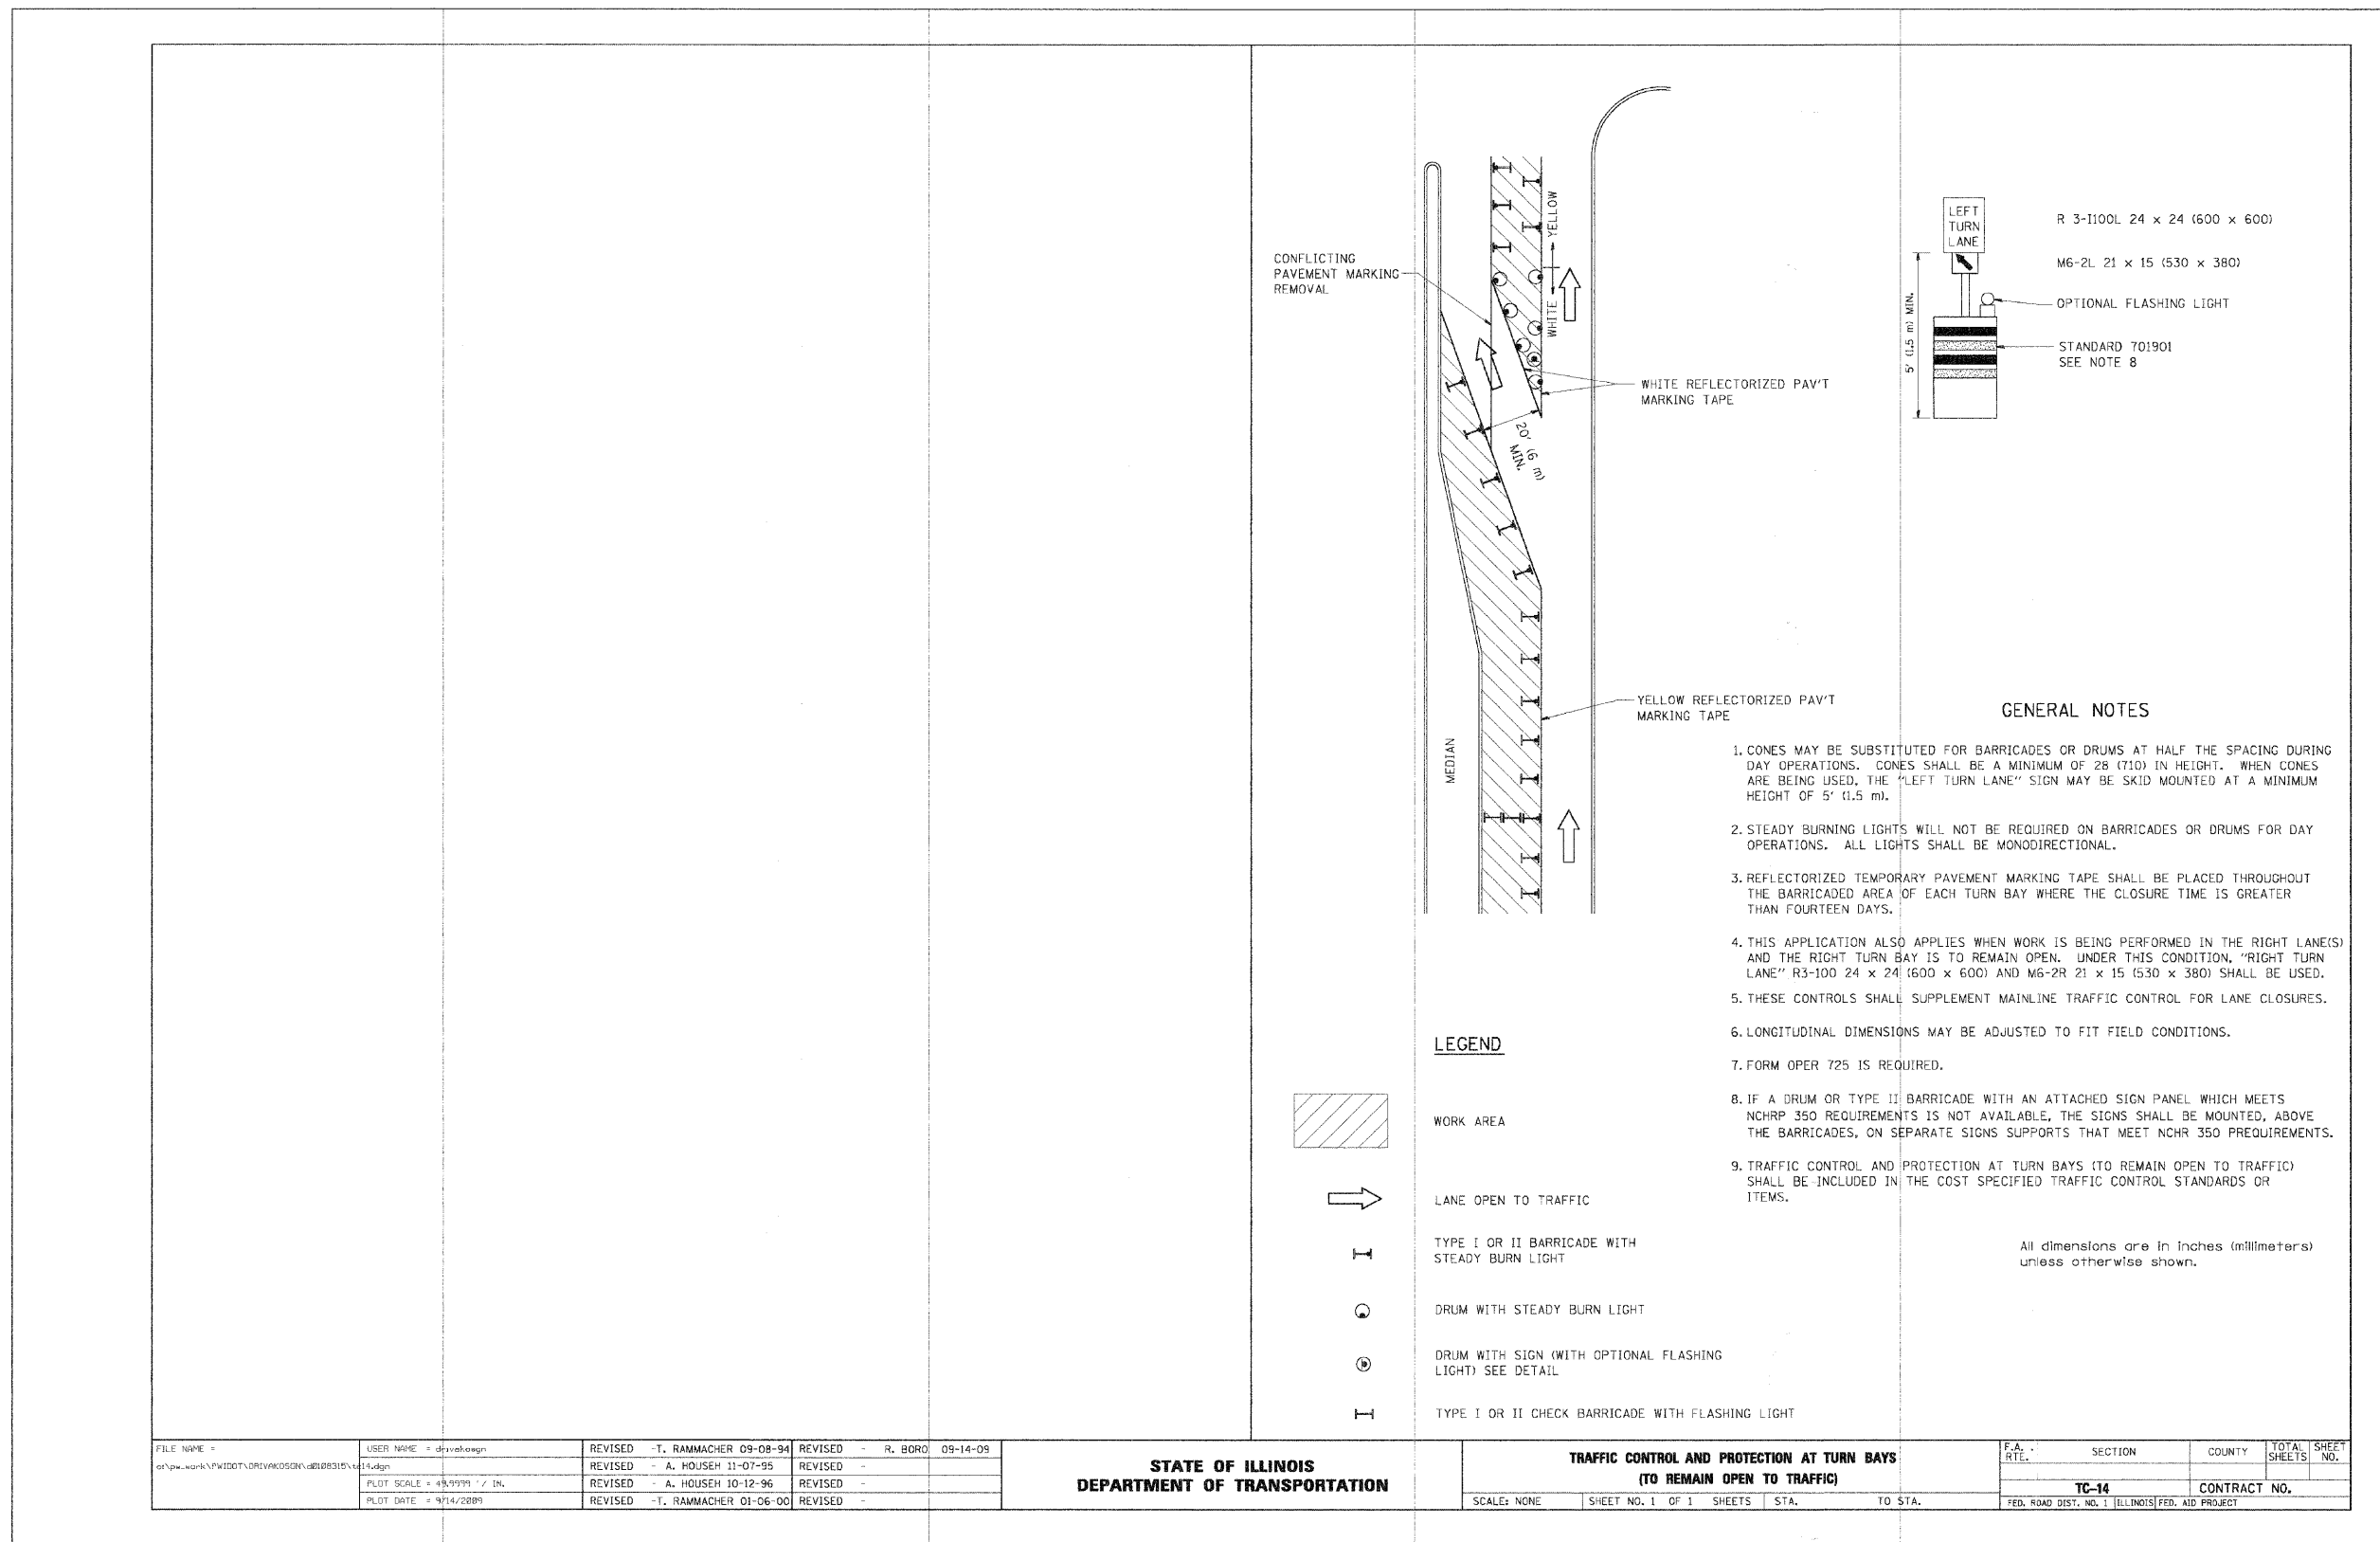 CONFLICTING
PAVEMENT MARKING
REMOVAL
YELLOW
WHITE
WHITE REFLECTORIZED PAV'T
MARKING TAPE
20' (6 m)
MIN.
YELLOW REFLECTORIZED PAV'T
MARKING TAPE
MEDIAN
LEFT
TURN
LANE
R 3-I100L 24 x 24 (600 x 600)
M6-2L 21 x 15 (530 x 380)
OPTIONAL FLASHING LIGHT
5' (1.5 m) MIN.
STANDARD 701901
SEE NOTE 8
GENERAL NOTES
1. CONES MAY BE SUBSTITUTED FOR BARRICADES OR DRUMS AT HALF THE SPACING DURING
DAY OPERATIONS. CONES SHALL BE A MINIMUM OF 28 (710) IN HEIGHT. WHEN CONES
ARE BEING USED, THE "LEFT TURN LANE" SIGN MAY BE SKID MOUNTED AT A MINIMUM
HEIGHT OF 5' (1.5 m).
2. STEADY BURNING LIGHTS WILL NOT BE REQUIRED ON BARRICADES OR DRUMS FOR DAY
OPERATIONS. ALL LIGHTS SHALL BE MONODIRECTIONAL.
3. REFLECTORIZED TEMPORARY PAVEMENT MARKING TAPE SHALL BE PLACED THROUGHOUT
THE BARRICADED AREA OF EACH TURN BAY WHERE THE CLOSURE TIME IS GREATER
THAN FOURTEEN DAYS.
4. THIS APPLICATION ALSO APPLIES WHEN WORK IS BEING PERFORMED IN THE RIGHT LANE(S)
AND THE RIGHT TURN BAY IS TO REMAIN OPEN. UNDER THIS CONDITION, "RIGHT TURN
LANE" R3-100 24 x 24 (600 x 600) AND M6-2R 21 x 15 (530 x 380) SHALL BE USED.
5. THESE CONTROLS SHALL SUPPLEMENT MAINLINE TRAFFIC CONTROL FOR LANE CLOSURES.
6. LONGITUDINAL DIMENSIONS MAY BE ADJUSTED TO FIT FIELD CONDITIONS.
7. FORM OPER 725 IS REQUIRED.
8. IF A DRUM OR TYPE II BARRICADE WITH AN ATTACHED SIGN PANEL WHICH MEETS
NCHRP 350 REQUIREMENTS IS NOT AVAILABLE, THE SIGNS SHALL BE MOUNTED, ABOVE
THE BARRICADES, ON SEPARATE SIGNS SUPPORTS THAT MEET NCHR 350 PREQUIREMENTS.
9. TRAFFIC CONTROL AND PROTECTION AT TURN BAYS (TO REMAIN OPEN TO TRAFFIC)
SHALL BE INCLUDED IN THE COST SPECIFIED TRAFFIC CONTROL STANDARDS OR
ITEMS.
All dimensions are in inches (millimeters)
unless otherwise shown.
LEGEND
WORK AREA
LANE OPEN TO TRAFFIC
TYPE I OR II BARRICADE WITH
STEADY BURN LIGHT
DRUM WITH STEADY BURN LIGHT
DRUM WITH SIGN (WITH OPTIONAL FLASHING
LIGHT) SEE DETAIL
TYPE I OR II CHECK BARRICADE WITH FLASHING LIGHT
FILE NAME =
USER NAME = drivakosgn
PLOT SCALE = 49.9999 ' / IN.
PLOT DATE = 9/14/2009
REVISED -T. RAMMACHER 09-08-94
REVISED - A. HOUSEH 11-07-95
REVISED - A. HOUSEH 10-12-96
REVISED -T. RAMMACHER 01-06-00
REVISED - R. BORO 09-14-09
REVISED -
REVISED -
REVISED -
STATE OF ILLINOIS
DEPARTMENT OF TRANSPORTATION
TRAFFIC CONTROL AND PROTECTION AT TURN BAYS
(TO REMAIN OPEN TO TRAFFIC)
SCALE: NONE SHEET NO. 1 OF 1 SHEETS STA. TO STA.
F.A. RTE. SECTION COUNTY TOTAL SHEETS SHEET NO.
TC-14 CONTRACT NO.
FED. ROAD DIST. NO. 1 ILLINOIS FED. AID PROJECT